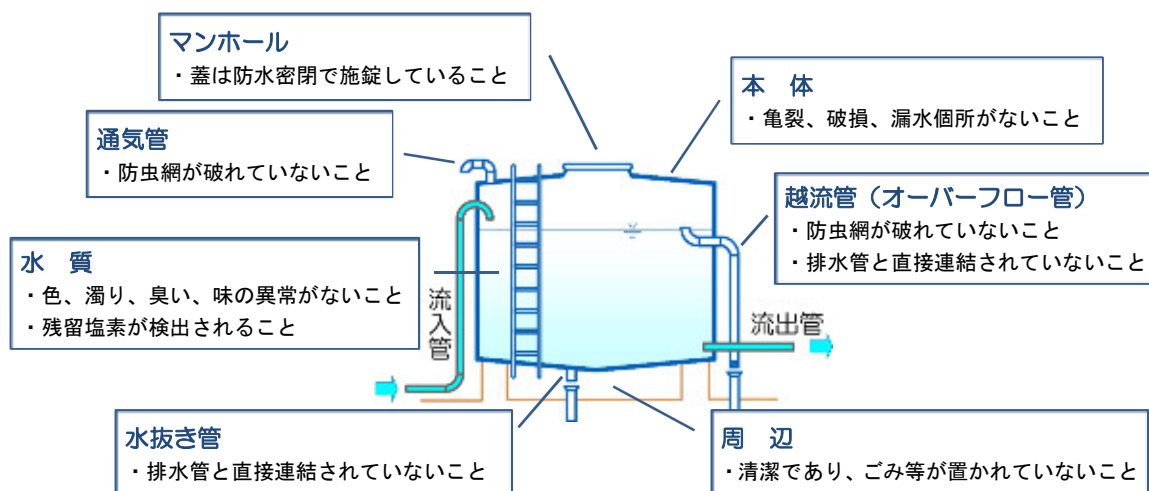 マンホール
・蓋は防水密閉で施錠していること
本　体
・亀裂、破損、漏水個所がないこと
通気管
・防虫網が破れていないこと
越流管（オーバーフロー管）
・防虫網が破れていないこと
・排水管と直接連結されていないこと
水　質
・色、濁り、臭い、味の異常がないこと
・残留塩素が検出されること
流入管
流出管
水抜き管
・排水管と直接連結されていないこと
周　辺
・清潔であり、ごみ等が置かれていないこと